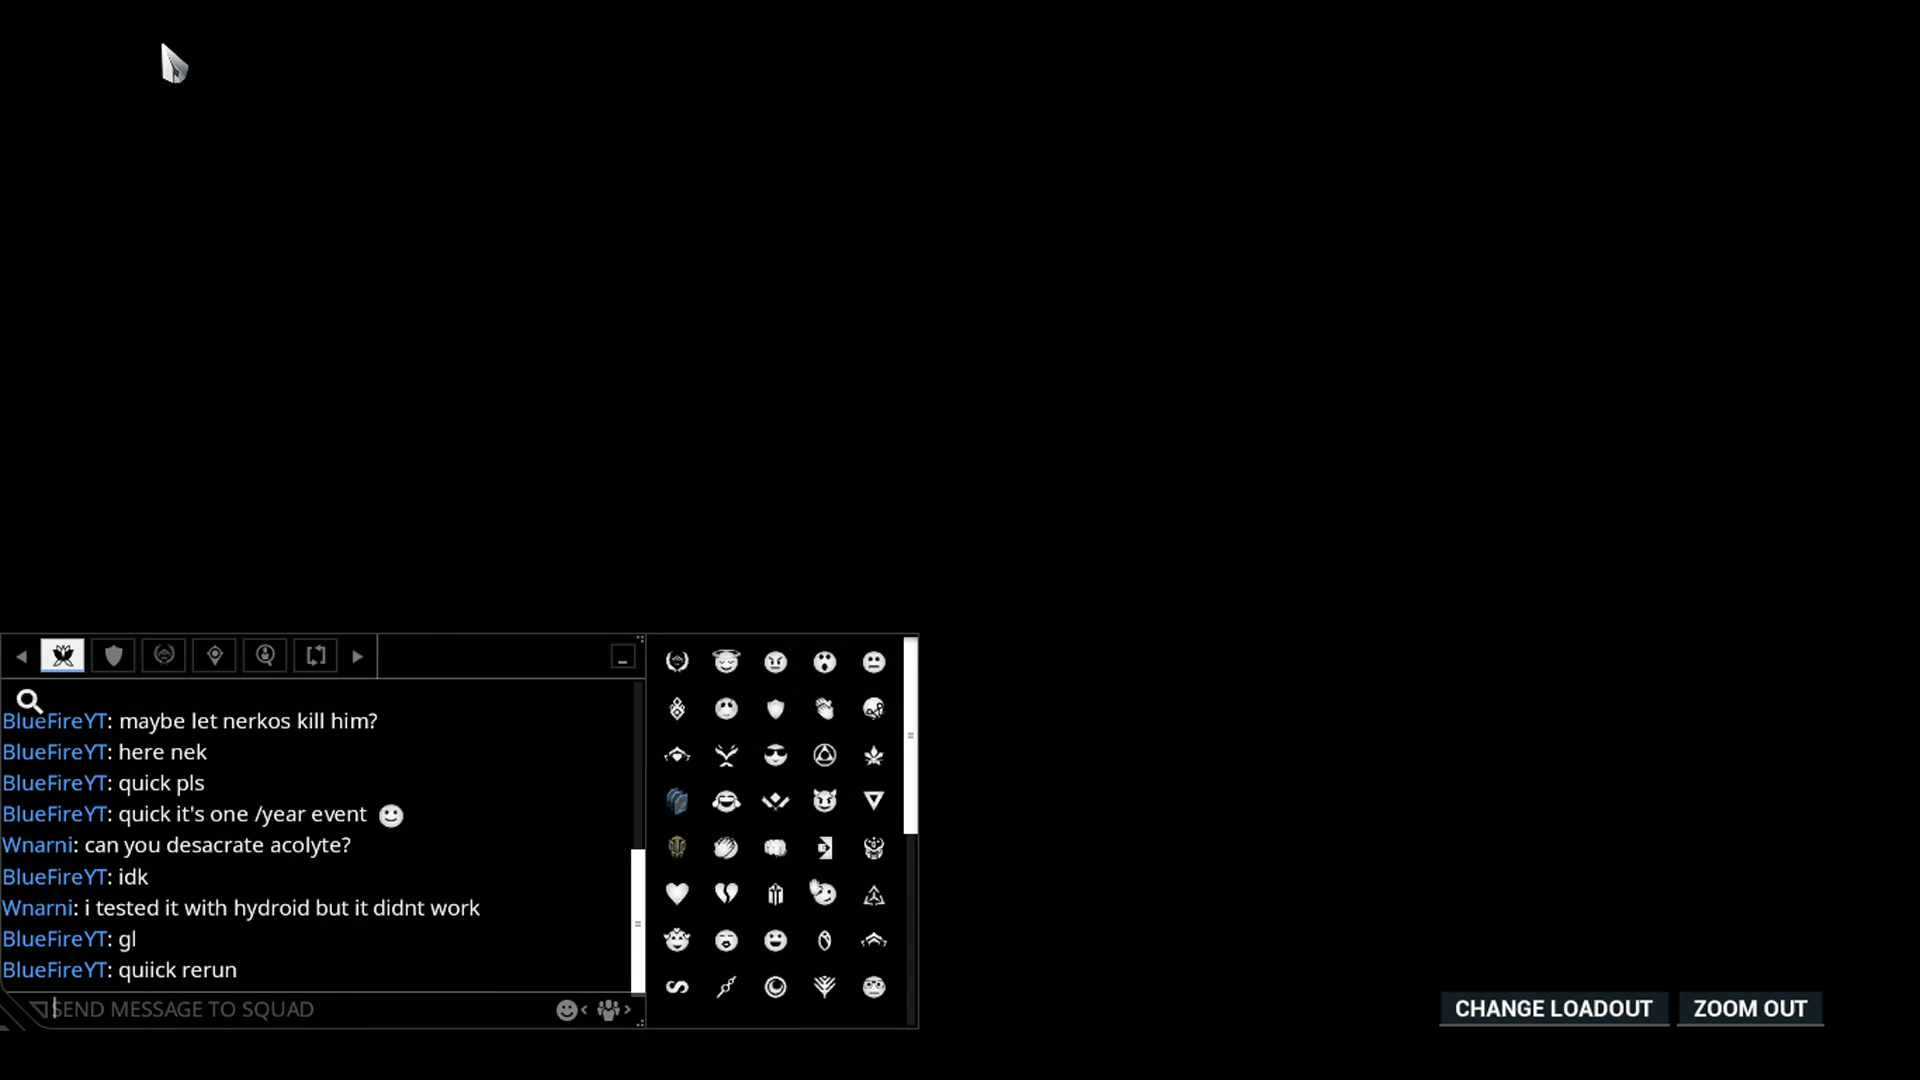 BlueFireYT: maybe let nerkos kill him?
BlueFireYT: here nek
BlueFireYT: quick pls
BlueFireYT: quick it's one /year event
Wnarni: can you desacrate acolyte?
BlueFireYT: idk
Wnarni: i tested it with hydroid but it didnt work
BlueFireYT: gl
BlueFireYT: quiick rerun
SEND MESSAGE TO SQUAD
CHANGE LOADOUT
ZOOM OUT